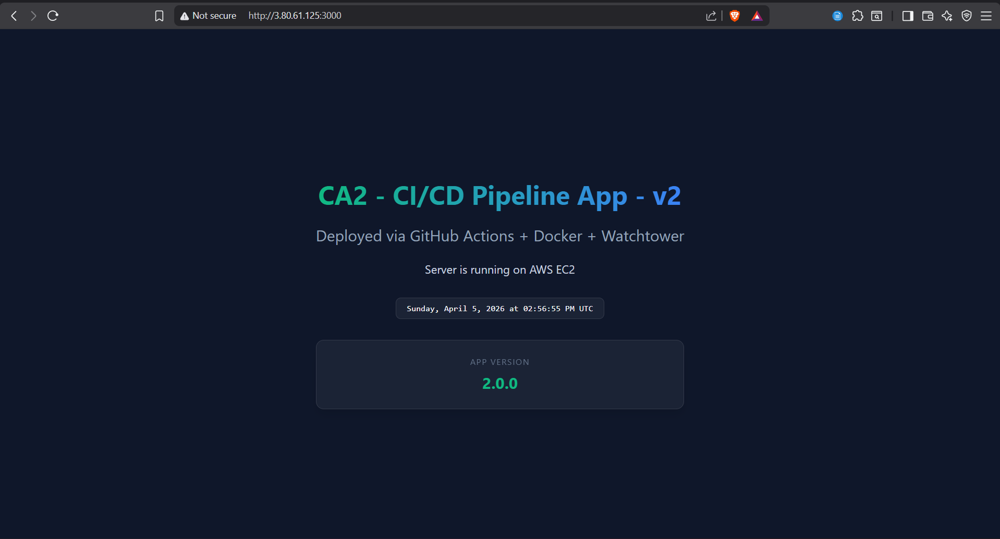 Not secure http://3.80.61.125:3000
CA2 - CI/CD Pipeline App - v2
Deployed via GitHub Actions + Docker + Watchtower
Server is running on AWS EC2
Sunday, April 5, 2026 at 02:56:55 PM UTC
APP VERSION
2.0.0